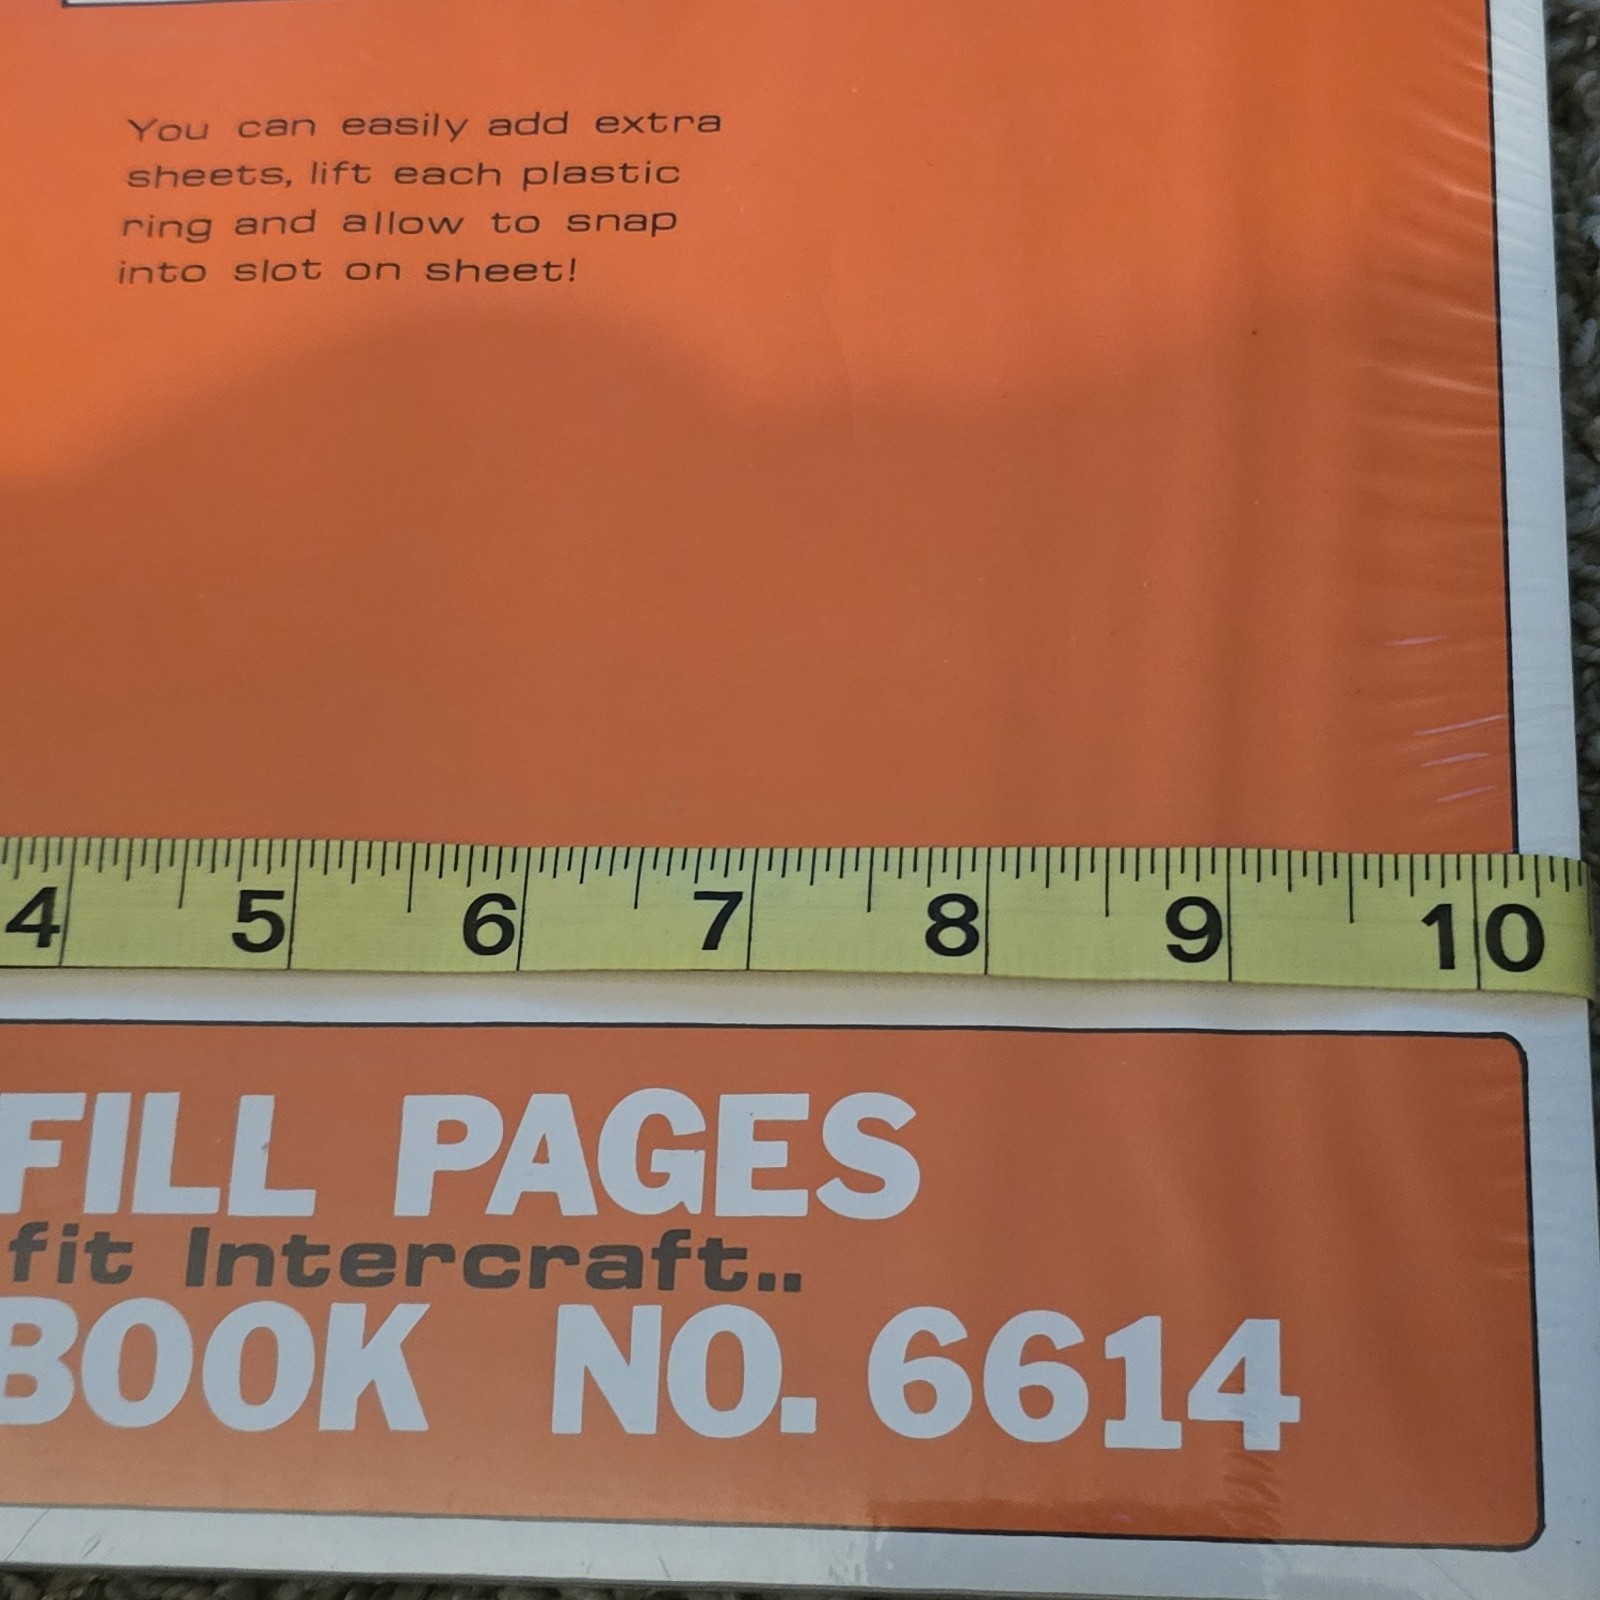 You can easily add extra
sheets, lift each plastic
ring and allow to snap
into slot on sheet!
4 5 6 7 8 9 10
FILL PAGES
fit Intercraft..
BOOK NO. 6614